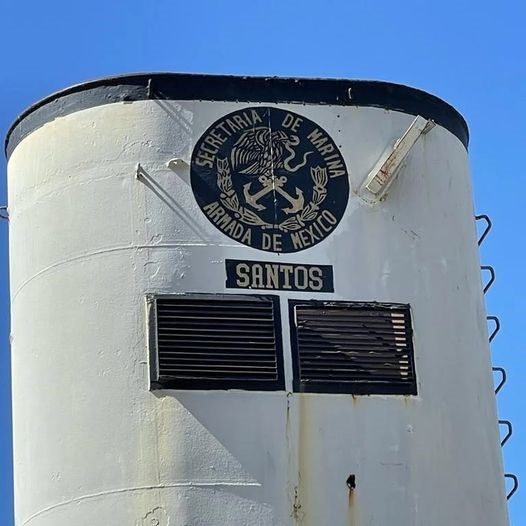 SECRETARIA DE MARINA
ARMADA DE MEXICO
SANTOS